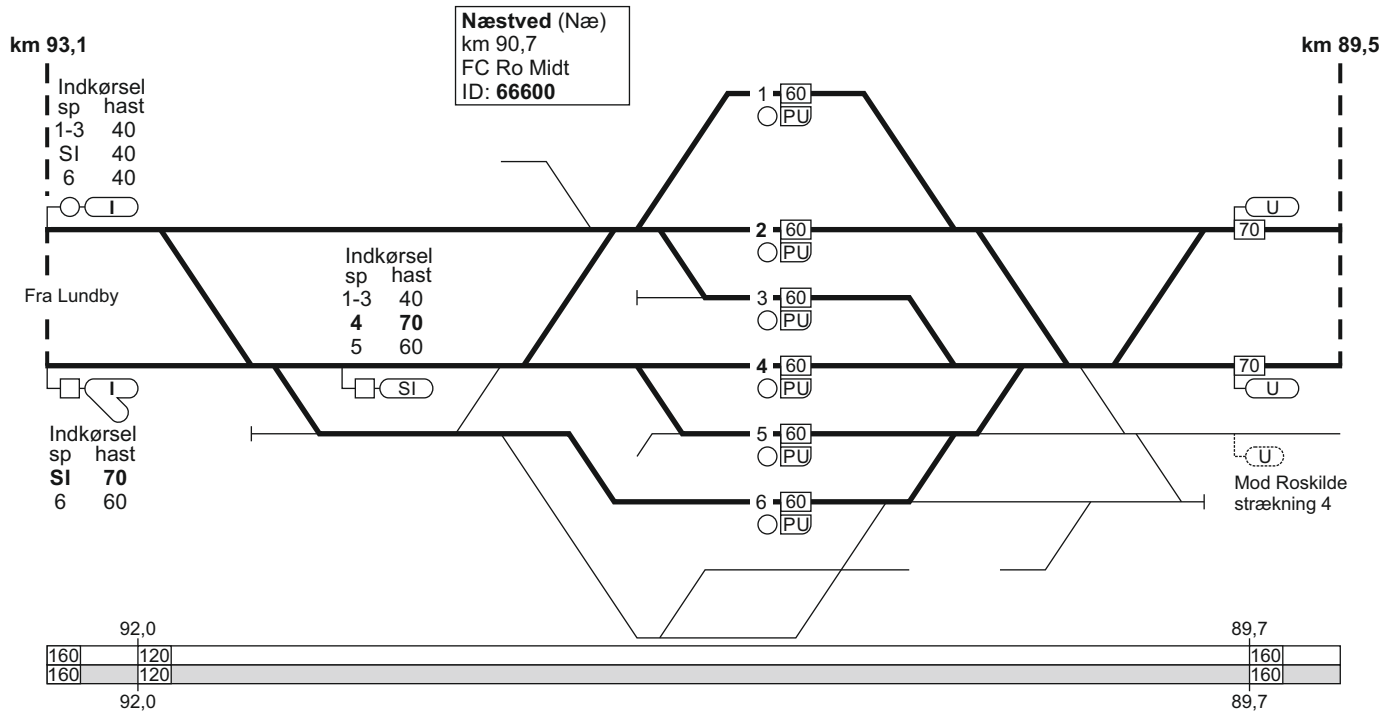 Næstved (Næ)
km 90,7
FC Ro Midt
ID: 66600
km 93,1
km 89,5
Indkørsel
sp hast
1-3 40
SI 40
6 40
I
1 60
PU
U
2 60
70
PU
Fra Lundby
Indkørsel
sp hast
1-3 40
4 70
5 60
3 60
PU
4 60
70
I
SI
PU
U
Indkørsel
sp hast
SI 70
6 60
5 60
PU
U
Mod Roskilde
strækning 4
6 60
PU
92,0
89,7
160 120 160
160 120 160
92,0
89,7